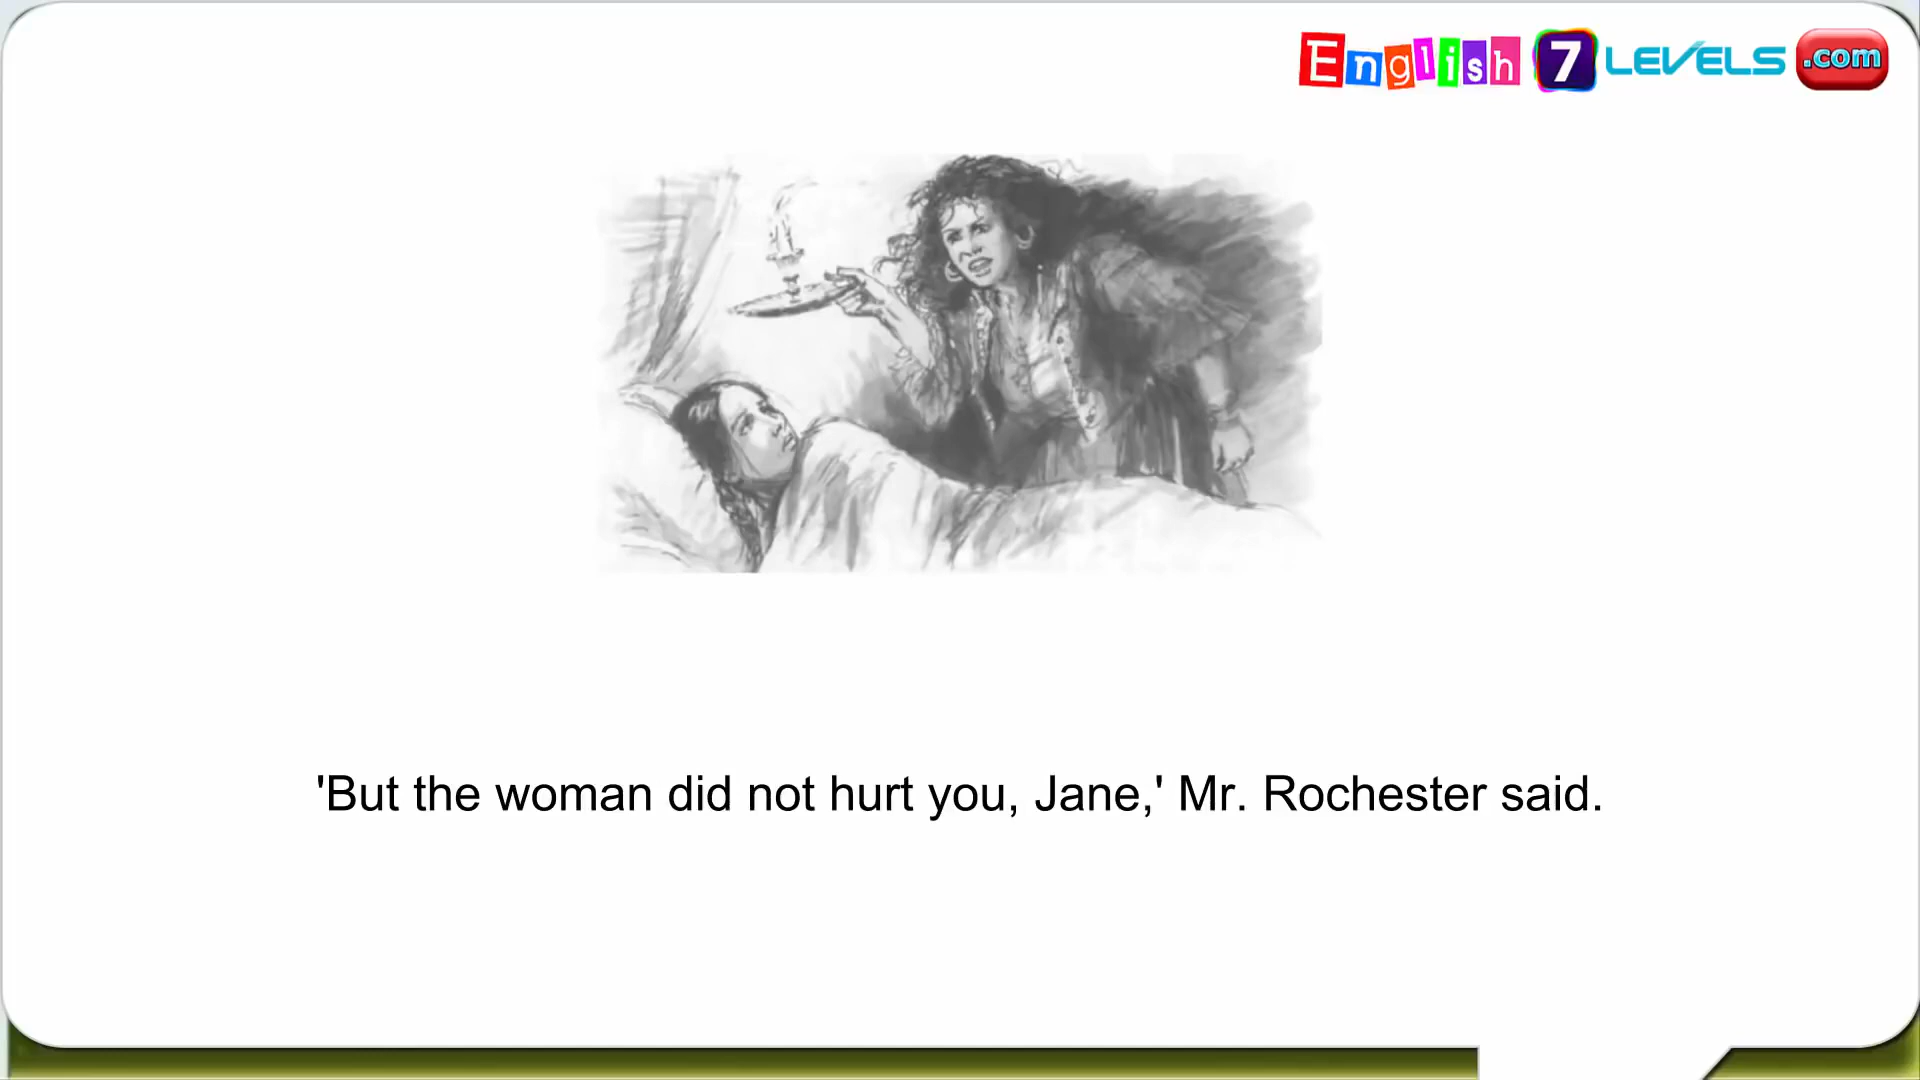 English 7 LEVELS .com
'But the woman did not hurt you, Jane,' Mr. Rochester said.